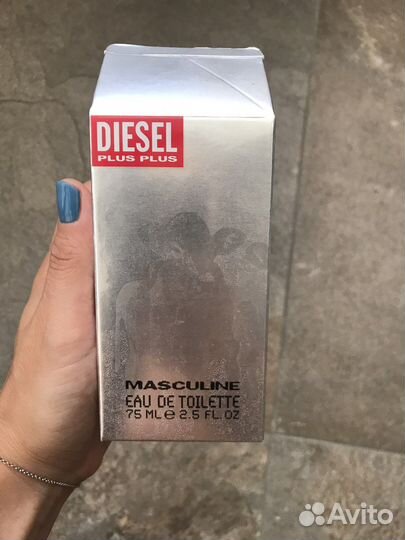 DIESEL
PLUS PLUS
MASCULINE
EAU DE TOILETTE
75 ML ℮ 2.5 FL. OZ
Avito